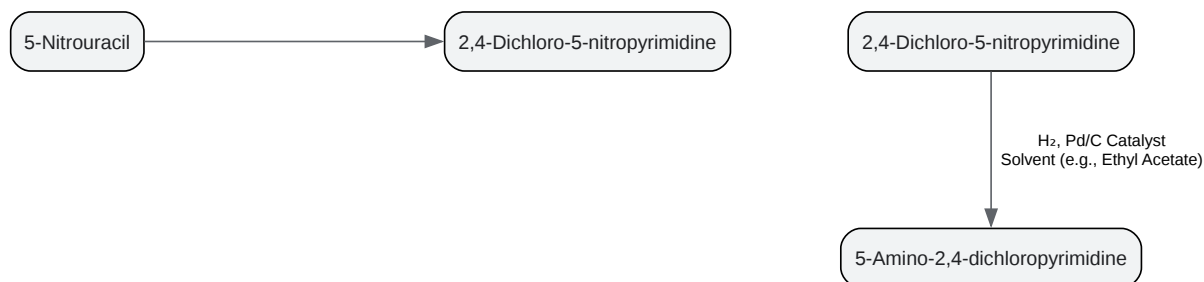 5-Nitrouracil
2,4-Dichloro-5-nitropyrimidine
2,4-Dichloro-5-nitropyrimidine
H₂, Pd/C Catalyst
Solvent (e.g., Ethyl Acetate)
5-Amino-2,4-dichloropyrimidine